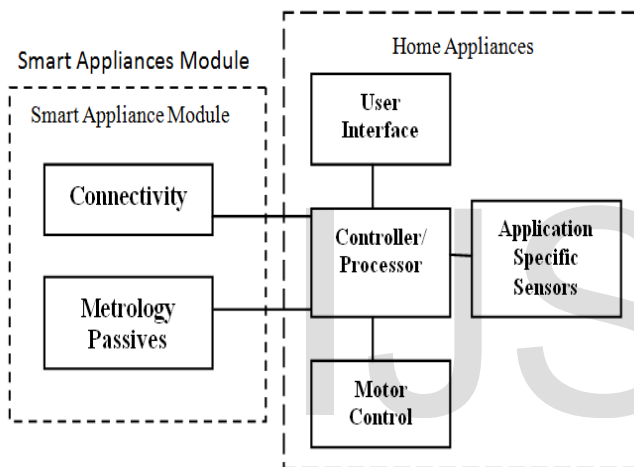 Smart Appliances Module
Smart Appliance Module
Connectivity
Metrology
Passives
Home Appliances
User
Interface
Controller/
Processor
Application
Specific
Sensors
Motor
Control
IJS